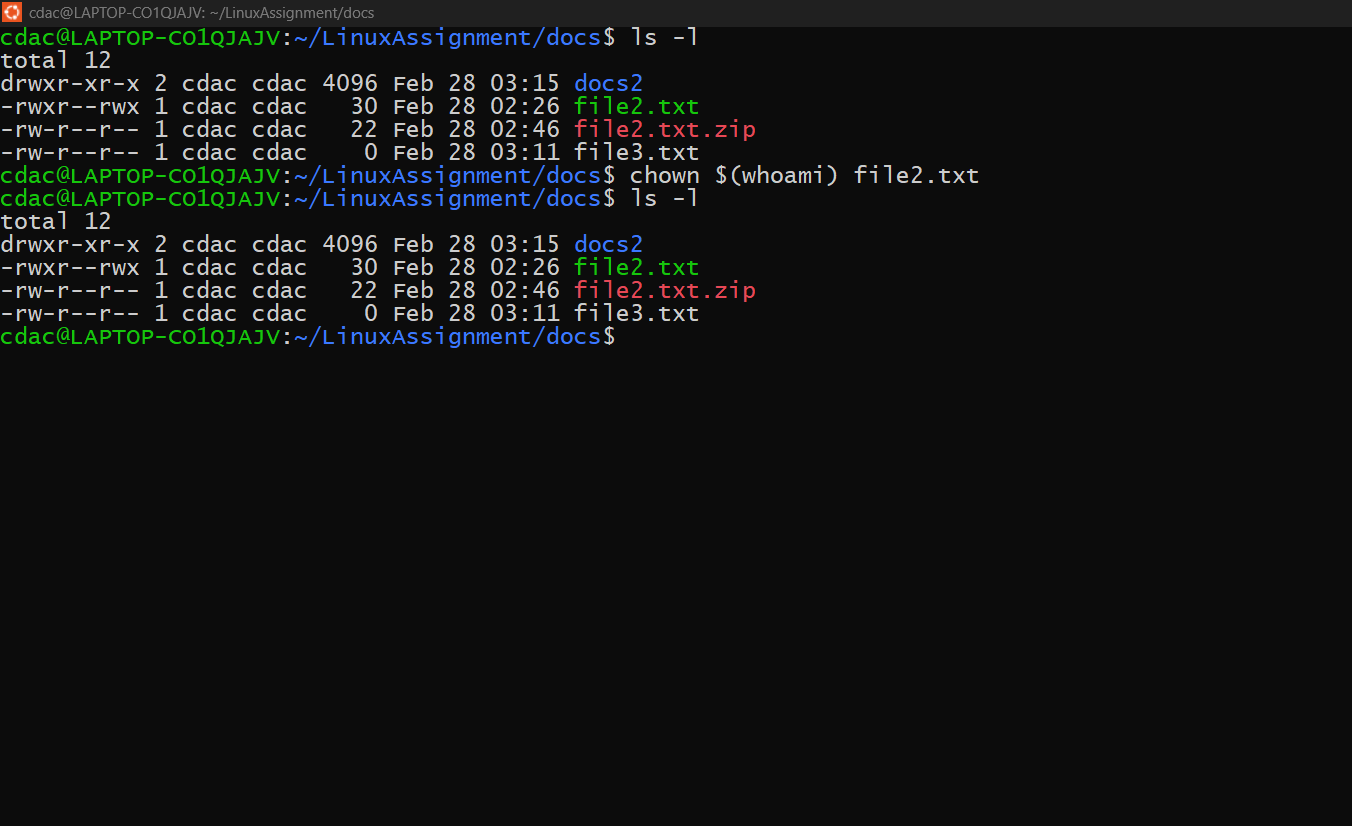 cdac@LAPTOP-CO1QJAJV: ~/LinuxAssignment/docs
cdac@LAPTOP-CO1QJAJV:~/LinuxAssignment/docs$ ls -l
total 12
drwxr-xr-x 2 cdac cdac 4096 Feb 28 03:15 docs2
-rwxr--rwx 1 cdac cdac   30 Feb 28 02:26 file2.txt
-rw-r--r-- 1 cdac cdac   22 Feb 28 02:46 file2.txt.zip
-rw-r--r-- 1 cdac cdac    0 Feb 28 03:11 file3.txt
cdac@LAPTOP-CO1QJAJV:~/LinuxAssignment/docs$ chown $(whoami) file2.txt
cdac@LAPTOP-CO1QJAJV:~/LinuxAssignment/docs$ ls -l
total 12
drwxr-xr-x 2 cdac cdac 4096 Feb 28 03:15 docs2
-rwxr--rwx 1 cdac cdac   30 Feb 28 02:26 file2.txt
-rw-r--r-- 1 cdac cdac   22 Feb 28 02:46 file2.txt.zip
-rw-r--r-- 1 cdac cdac    0 Feb 28 03:11 file3.txt
cdac@LAPTOP-CO1QJAJV:~/LinuxAssignment/docs$